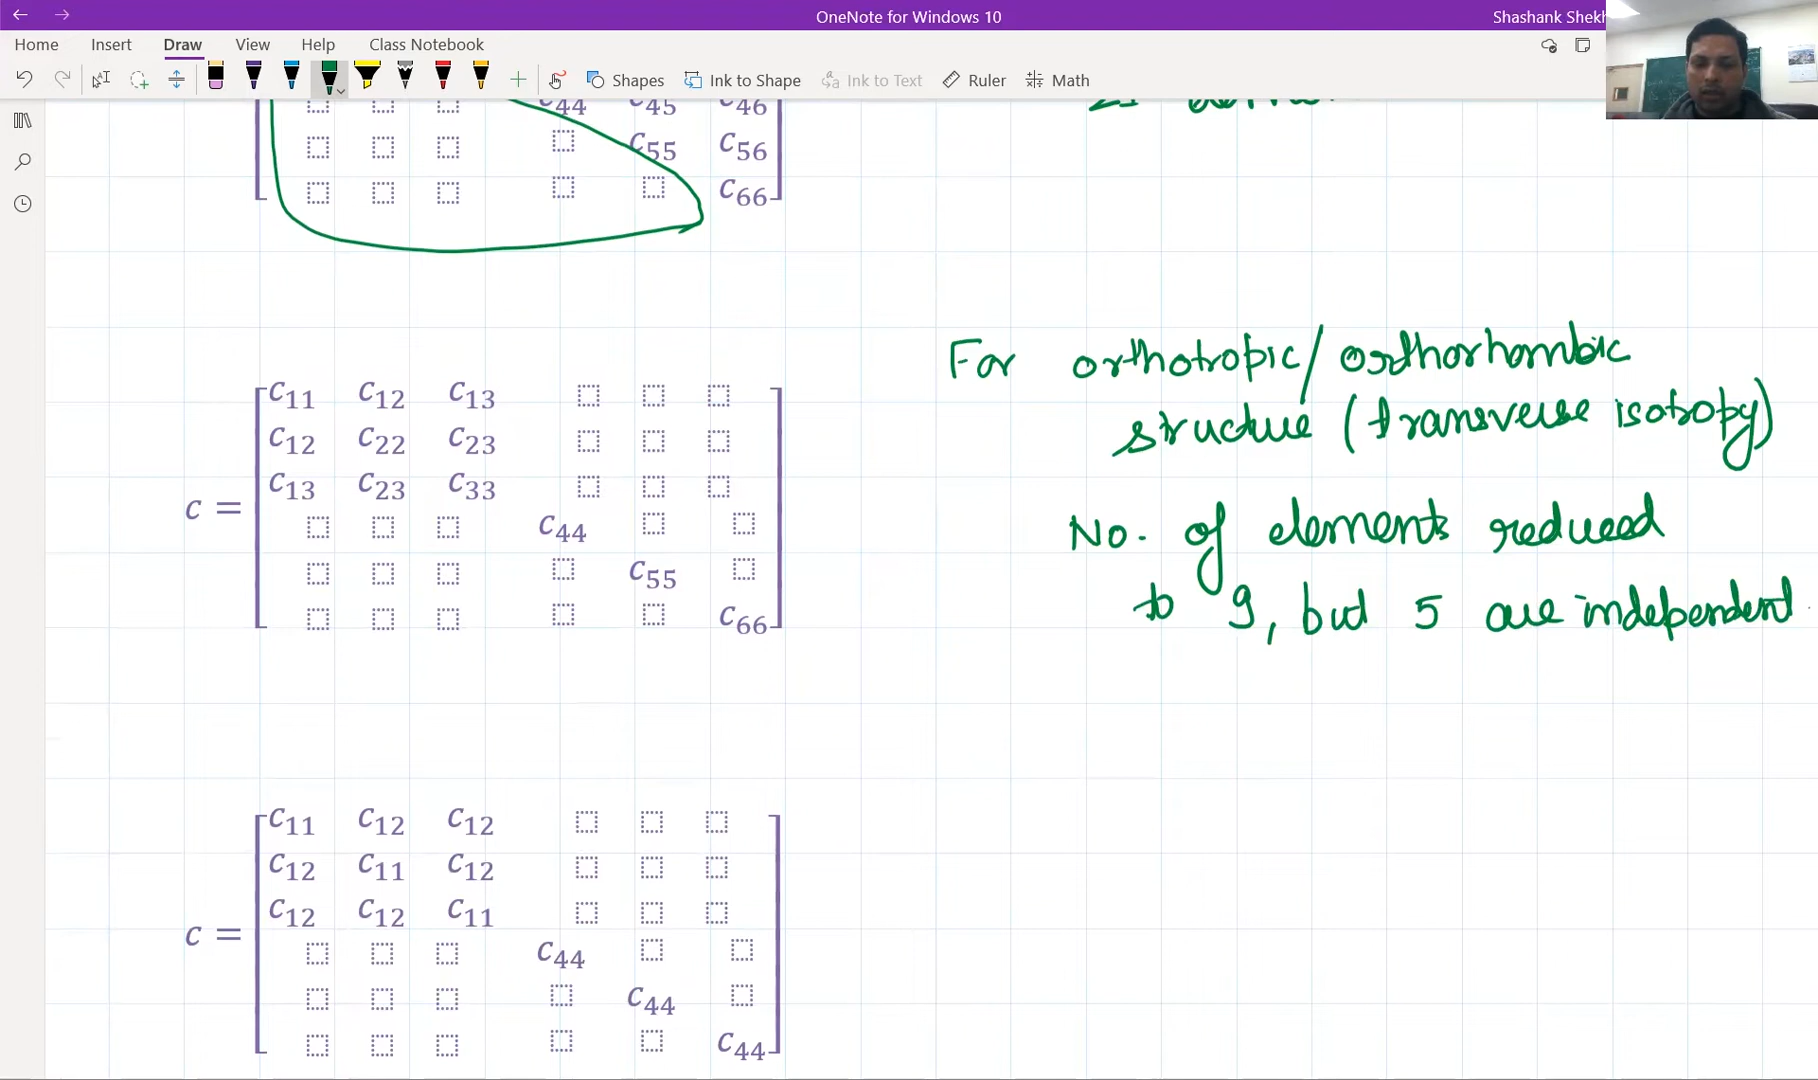 OneNote for Windows 10
Shashank Shekh
Home Insert Draw View Help Class Notebook
Shapes Ink to Shape Ink to Text Ruler Math
c44 c45 c46
c55 c56
c66
For orthotropic/orthorhombic
structure (transverse isotropy)
No. of elements reduced
to 9, but 5 are independent
c =
c11 c12 c13
c12 c22 c23
c13 c23 c33
c44
c55
c66
c =
c11 c12 c12
c12 c11 c12
c12 c12 c11
c44
c44
c44